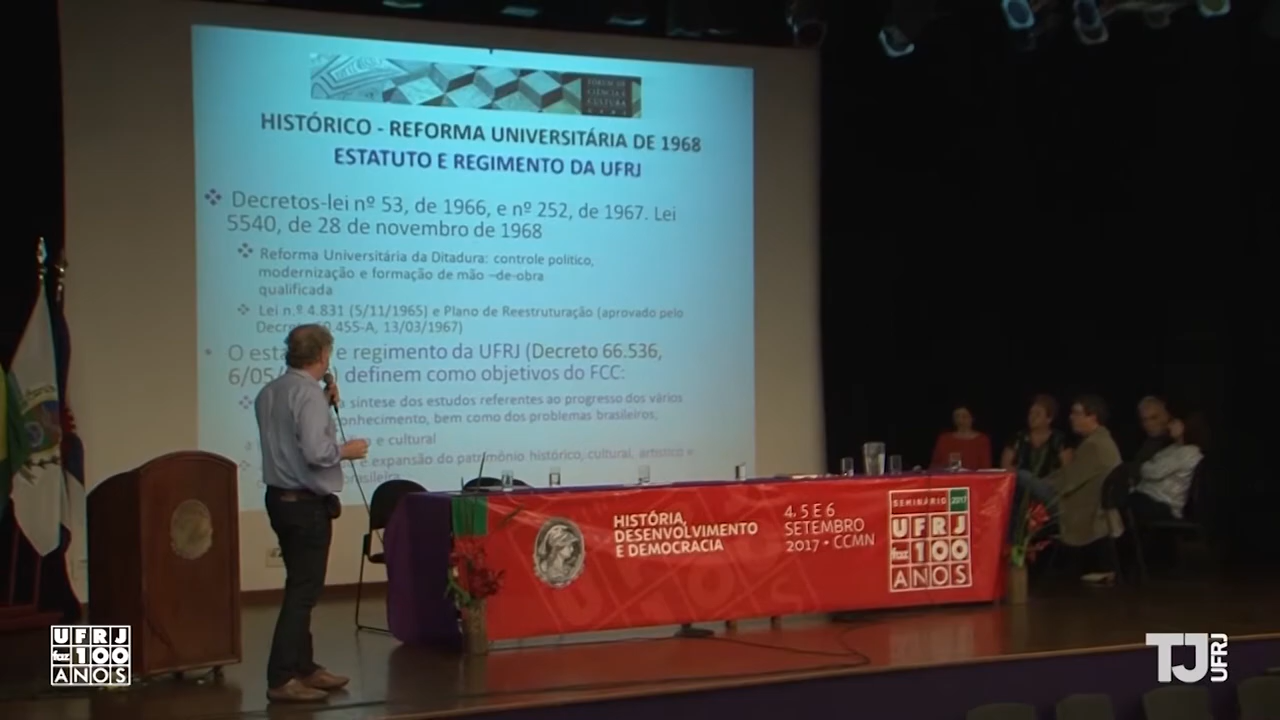 FÓRUM DE
CIÊNCIA E
CULTURA
UFRJ
HISTÓRICO - REFORMA UNIVERSITÁRIA DE 1968
ESTATUTO E REGIMENTO DA UFRJ
Decretos-lei nº 53, de 1966, e nº 252, de 1967. Lei
5540, de 28 de novembro de 1968
Reforma Universitária da Ditadura: controle político,
modernização e formação de mão –de-obra
qualificada
Lei n.º 4.831 (5/11/1965) e Plano de Reestruturação (aprovado pelo
.455-A, 13/03/1967)
• O e regimento da UFRJ (Decreto 66.536,
6/05/ ) definem como objetivos do FCC:
a sintese dos estudos referentes ao progresso dos vários
bem como dos problemas brasileiros;
e cultural
e expansão do patrimônio histórico, cultural, artístico e
HISTÓRIA,
DESENVOLVIMENTO
E DEMOCRACIA
4, 5 E 6
SETEMBRO
2017 • CCMN
SEMINÁRIO 2017
UFRJ
faz 100
ANOS
UFRJ
faz 100
ANOS
TJ UFRJ